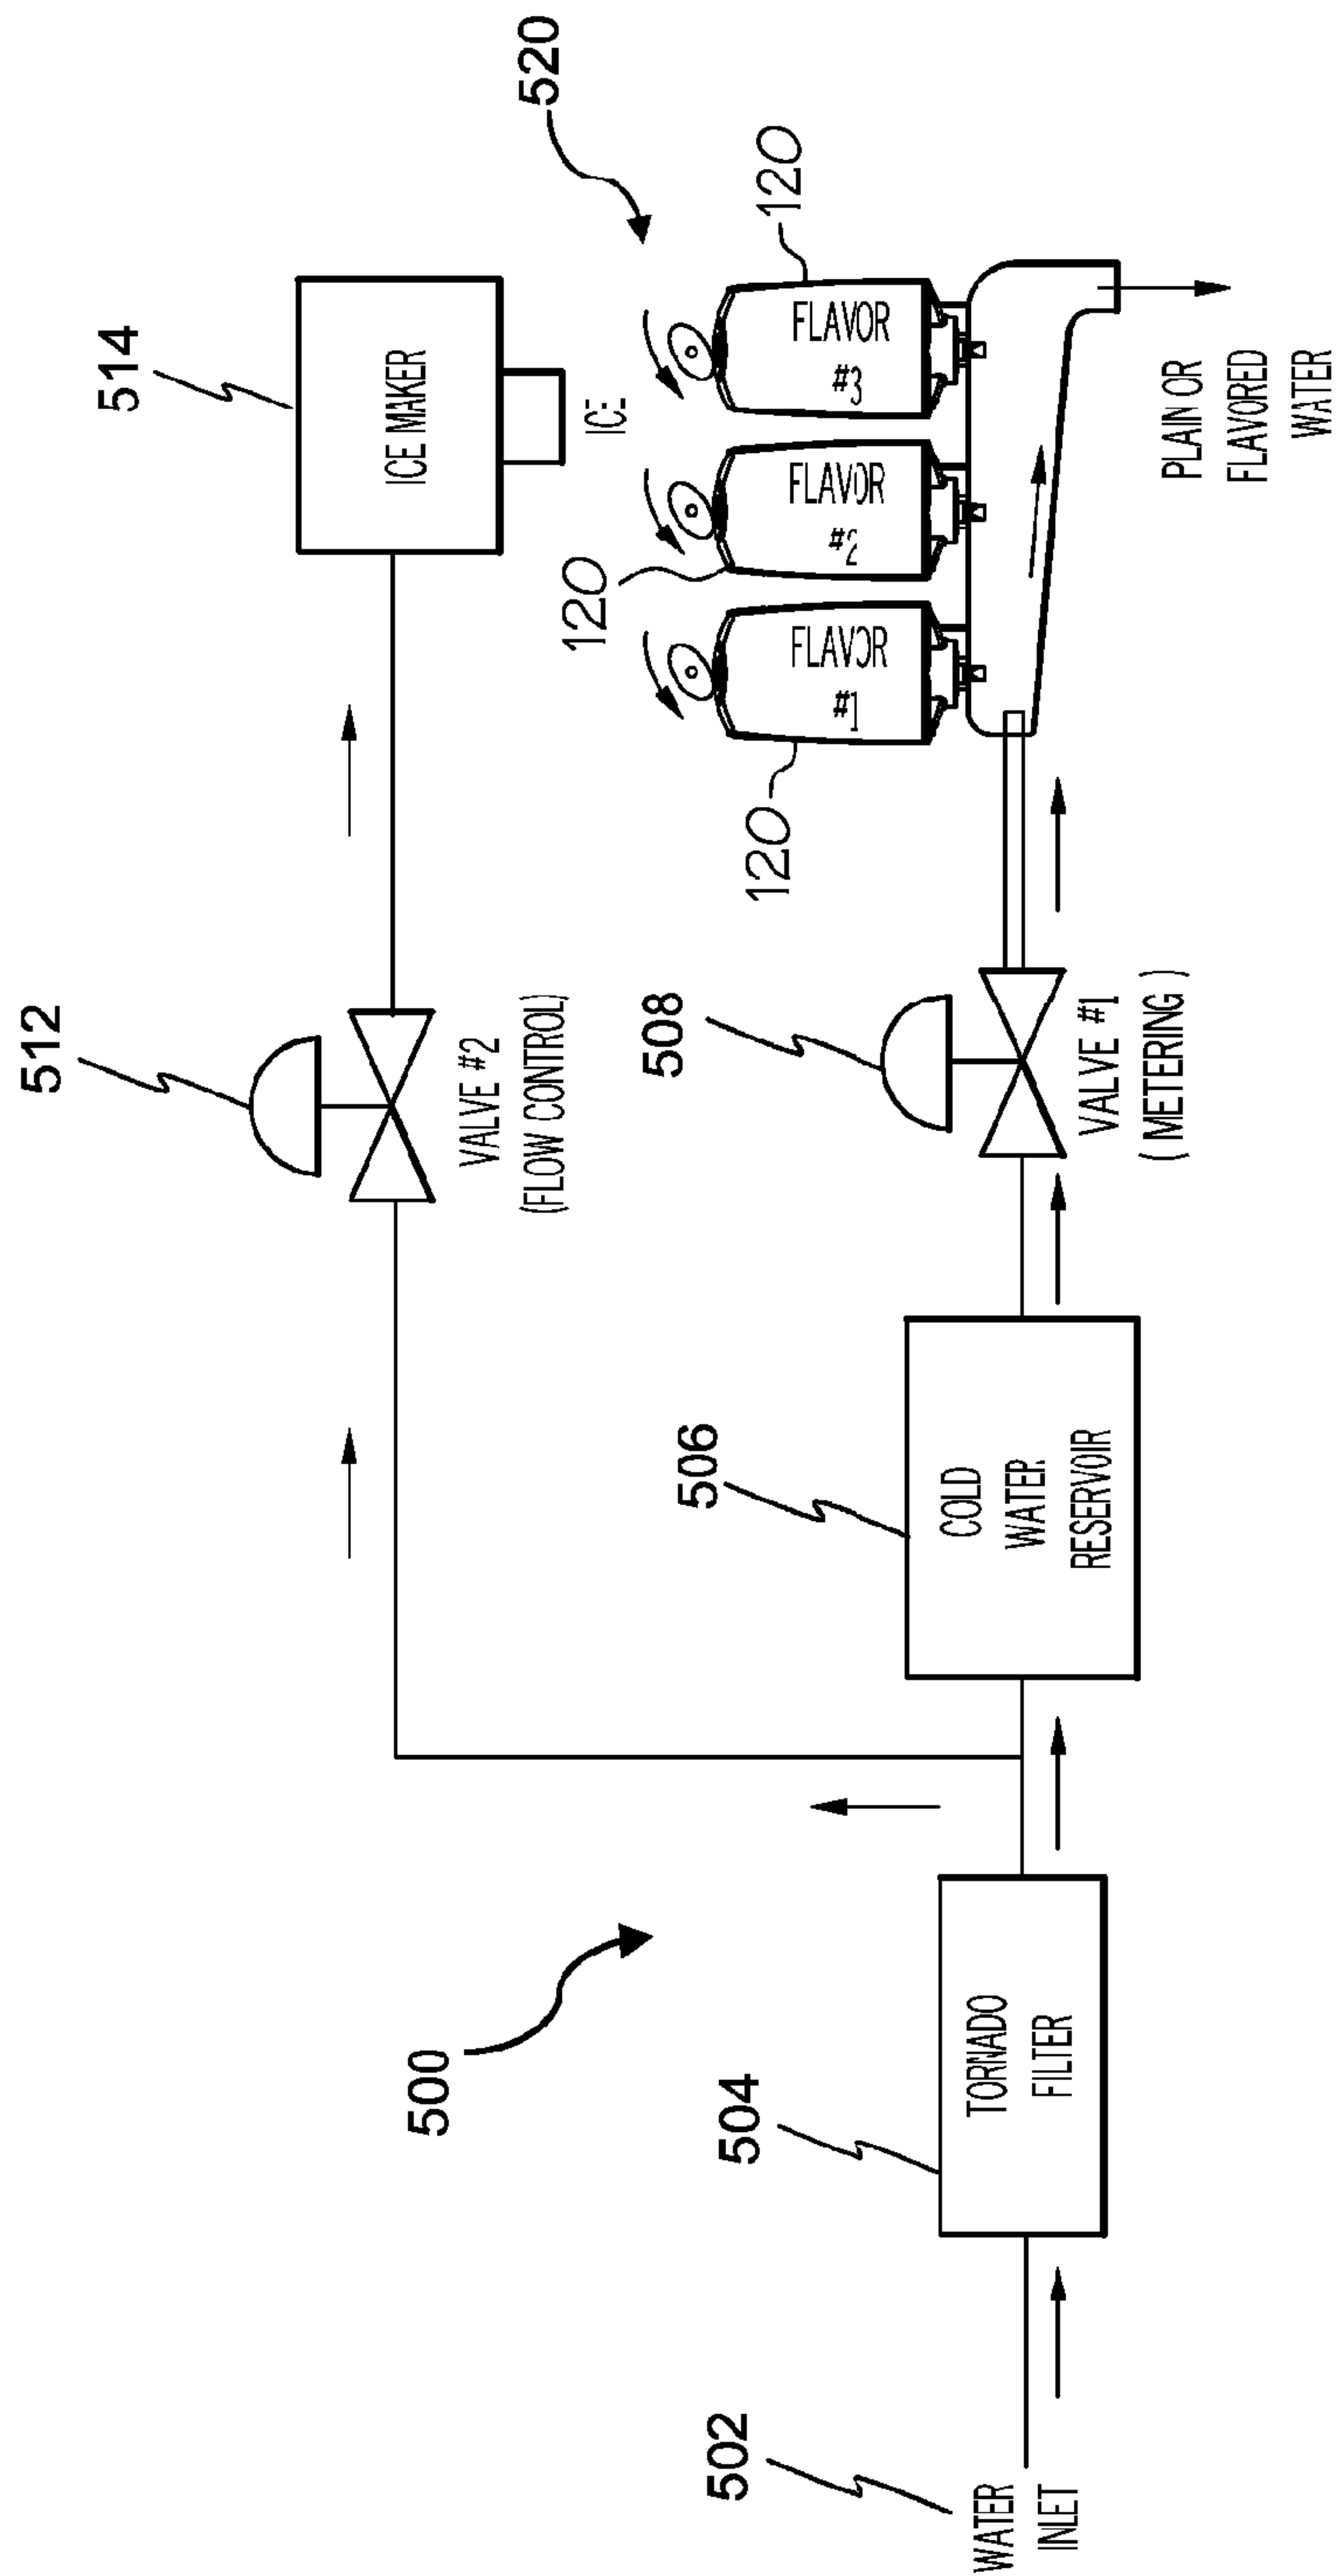 514
ICE MAKER
ICE
512
VALVE #2
(FLOW CONTROL)
520
120
120
120
FLAVOR
#1
FLAVOR
#2
FLAVOR
#3
500
502
WATER
INLET
504
TORNADO
FILTER
506
COLD
WATER
RESERVOIR
508
VALVE #1
( METERING )
PLAIN OR
FLAVORED
WATER